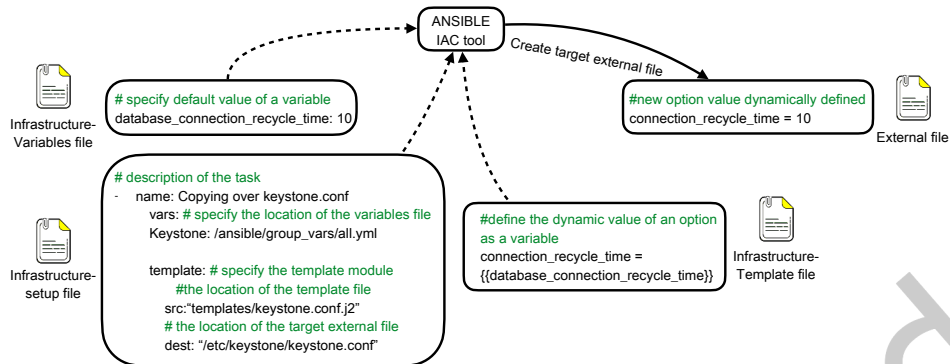 ANSIBLE
IAC tool
Create target external file
Infrastructure-
Variables file
# specify default value of a variable
database_connection_recycle_time: 10
#new option value dynamically defined
connection_recycle_time = 10
External file
# description of the task
- name: Copying over keystone.conf
vars: # specify the location of the variables file
Keystone: /ansible/group_vars/all.yml
template: # specify the template module
#the location of the template file
src:“templates/keystone.conf.j2”
# the location of the target external file
dest: “/etc/keystone/keystone.conf”
Infrastructure-
setup file
#define the dynamic value of an option
as a variable
connection_recycle_time =
{{database_connection_recycle_time}}
Infrastructure-
Template file